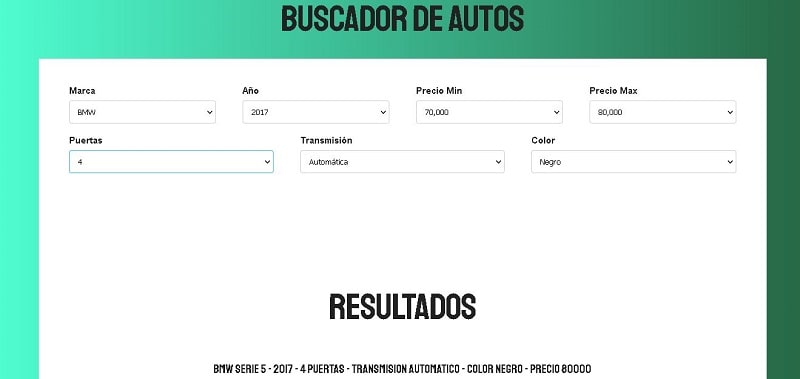 BUSCADOR DE AUTOS
Marca Año Precio Min Precio Max
BMW 2017 70,000 80,000
Puertas Transmisión Color
4 Automática Negro
RESULTADOS
BMW SERIE 5 - 2017 - 4 PUERTAS - TRANSMISION AUTOMATICO - COLOR NEGRO - PRECIO 80000